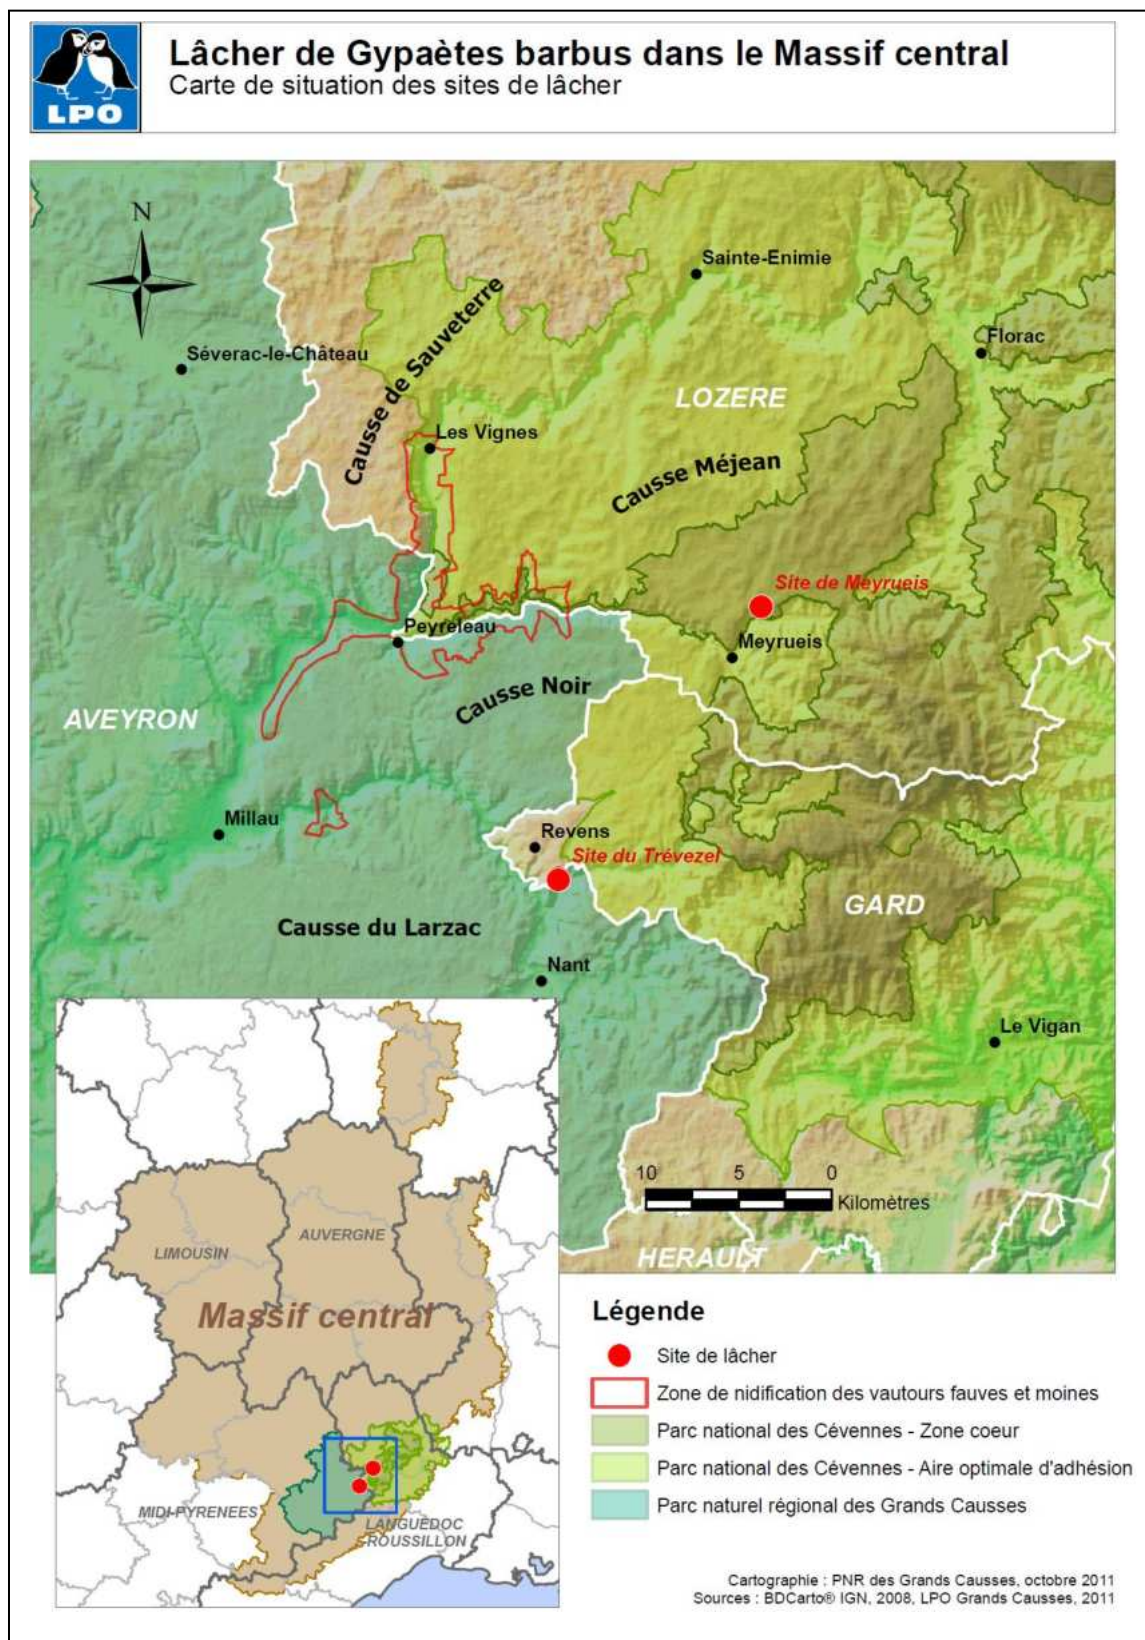 LPO
Lâcher de Gypaètes barbus dans le Massif central
Carte de situation des sites de lâcher
N
Sainte-Enimie
Séverac-le-Château
Florac
Causse de Sauveterre
LOZERE
Les Vignes
Causse Méjean
Site de Meyrueis
Peyreleau
Meyrueis
Causse Noir
AVEYRON
Millau
Revens
Site du Trévezel
GARD
Causse du Larzac
Nant
Le Vigan
10 5 0
Kilomètres
HERAULT
LIMOUSIN
AUVERGNE
Massif central
MIDI-PYRENEES
LANGUEDOC
-ROUSSILLON
Légende
Site de lâcher
Zone de nidification des vautours fauves et moines
Parc national des Cévennes - Zone coeur
Parc national des Cévennes - Aire optimale d'adhésion
Parc naturel régional des Grands Causses
Cartographie : PNR des Grands Causses, octobre 2011
Sources : BDCarto® IGN, 2008, LPO Grands Causses, 2011